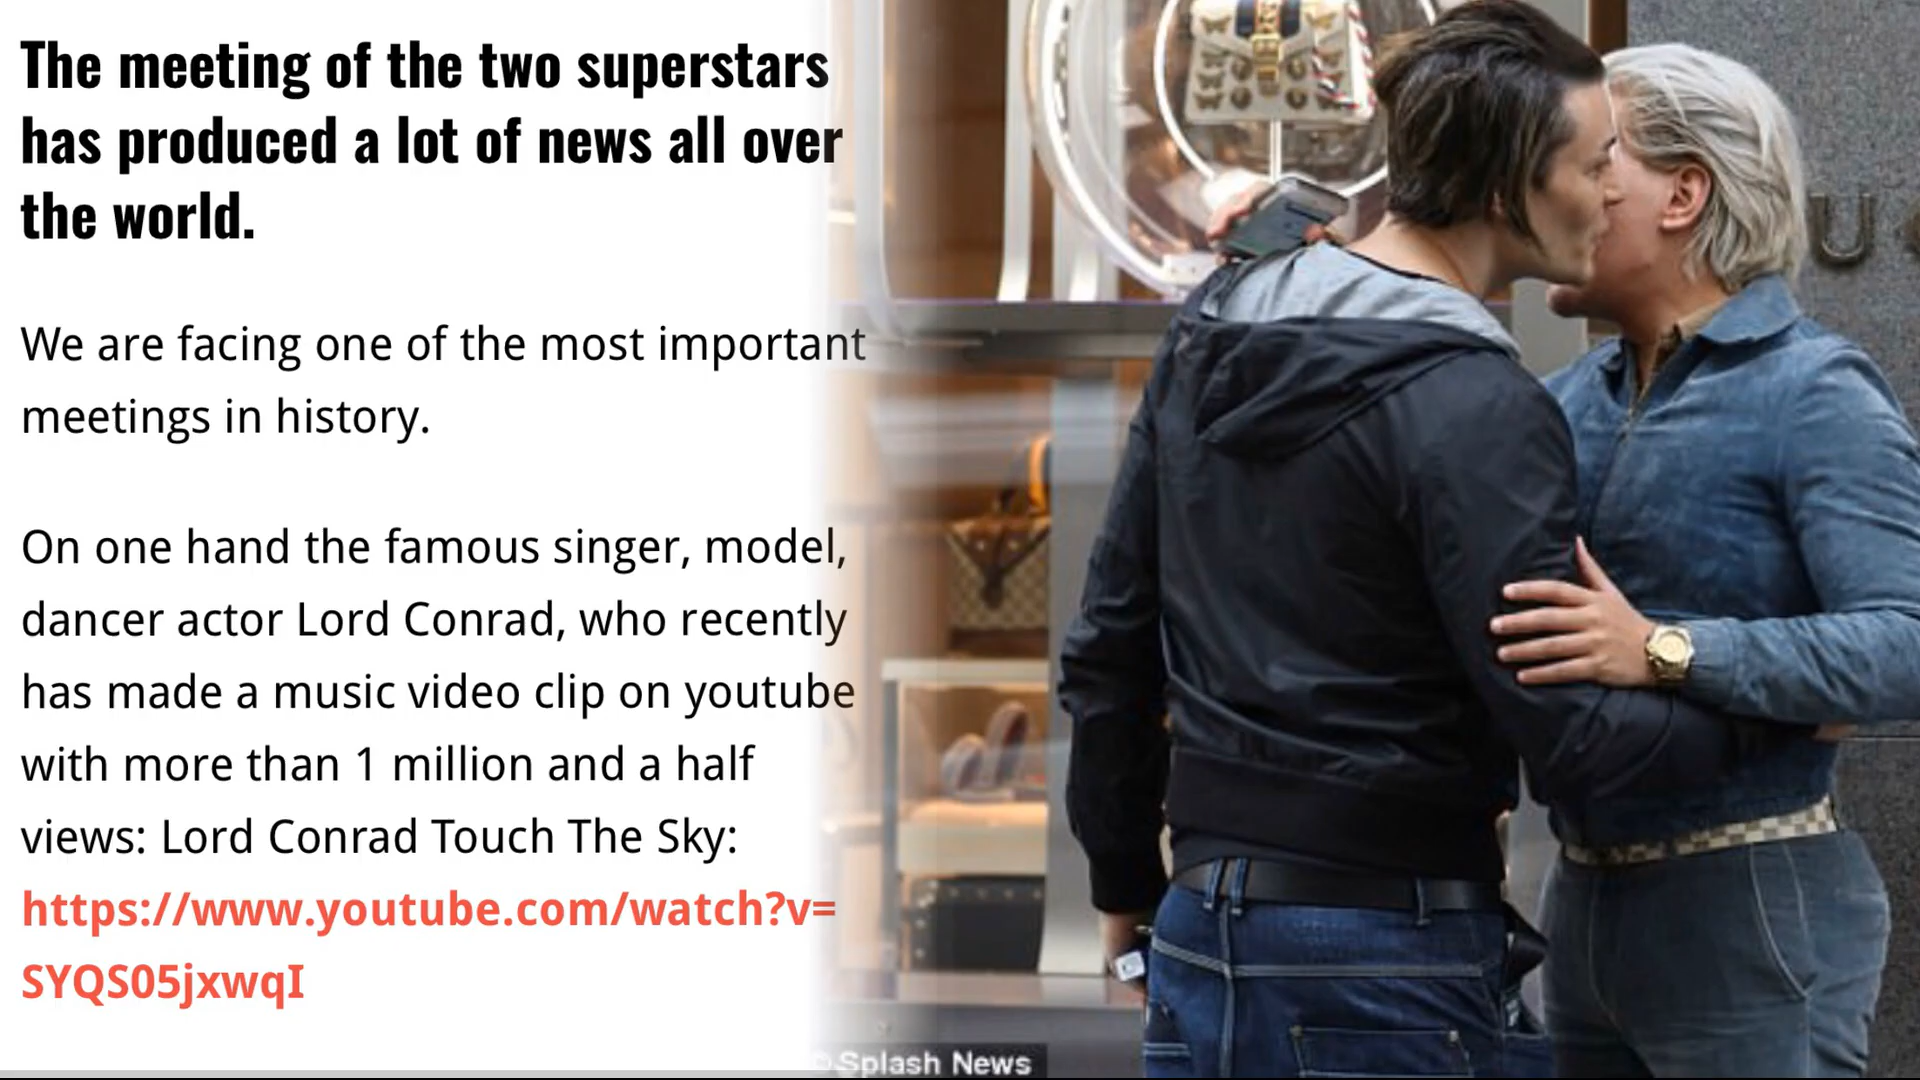 The meeting of the two superstars
has produced a lot of news all over
the world.
We are facing one of the most important
meetings in history.
On one hand the famous singer, model,
dancer actor Lord Conrad, who recently
has made a music video clip on youtube
with more than 1 million and a half
views: Lord Conrad Touch The Sky:
https://www.youtube.com/watch?v=
SYQS05jxwqI
© Splash News